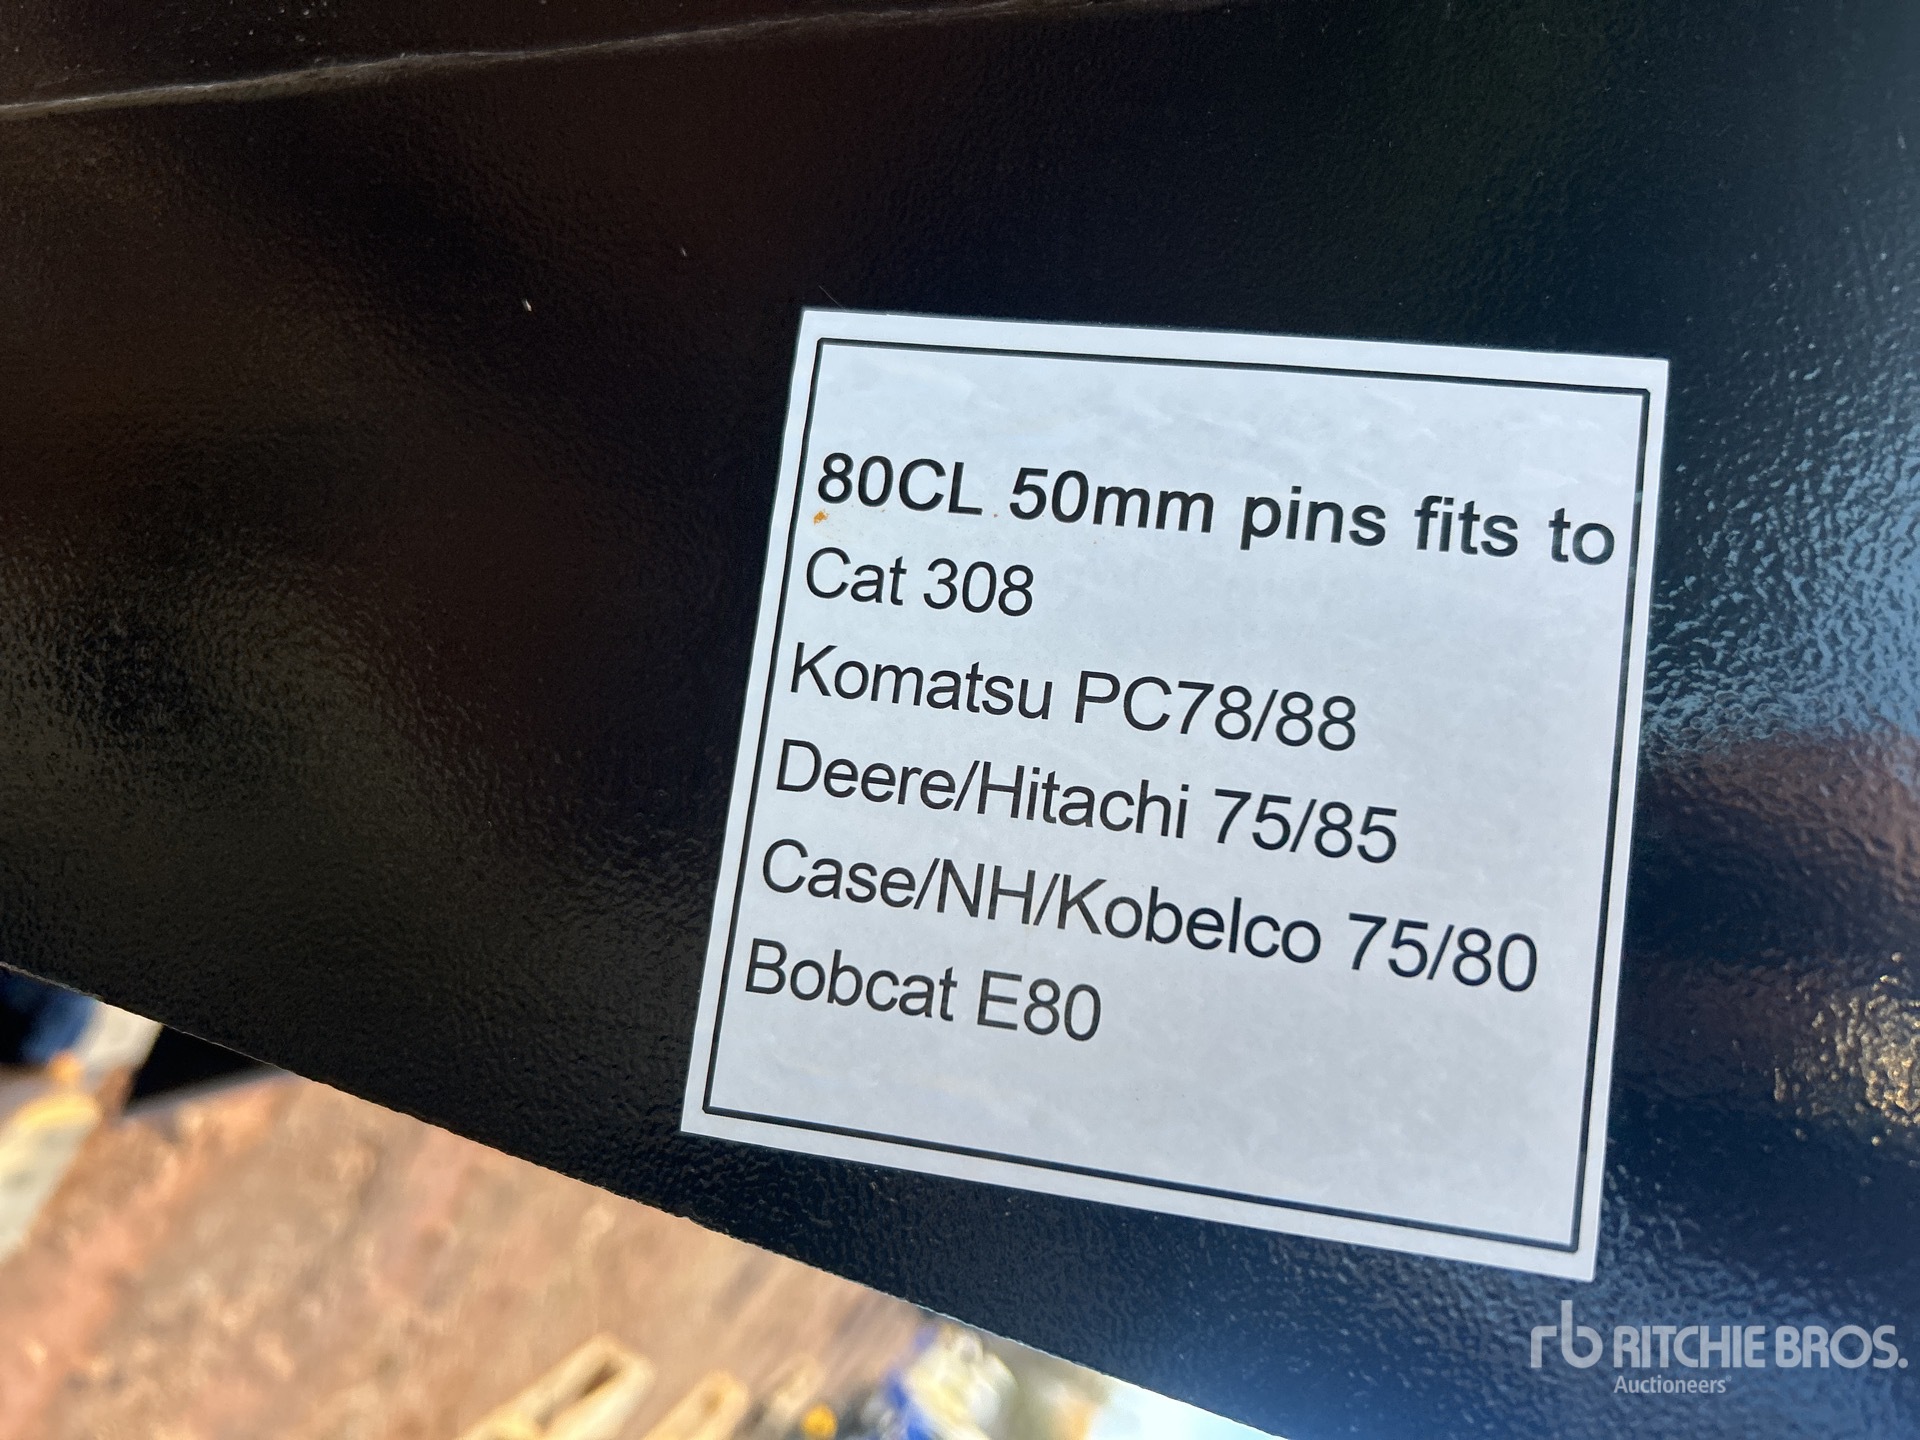 80CL 50mm pins fits to
Cat 308
Komatsu PC78/88
Deere/Hitachi 75/85
Case/NH/Kobelco 75/80
Bobcat E80
rb RITCHIE BROS.
Auctioneers